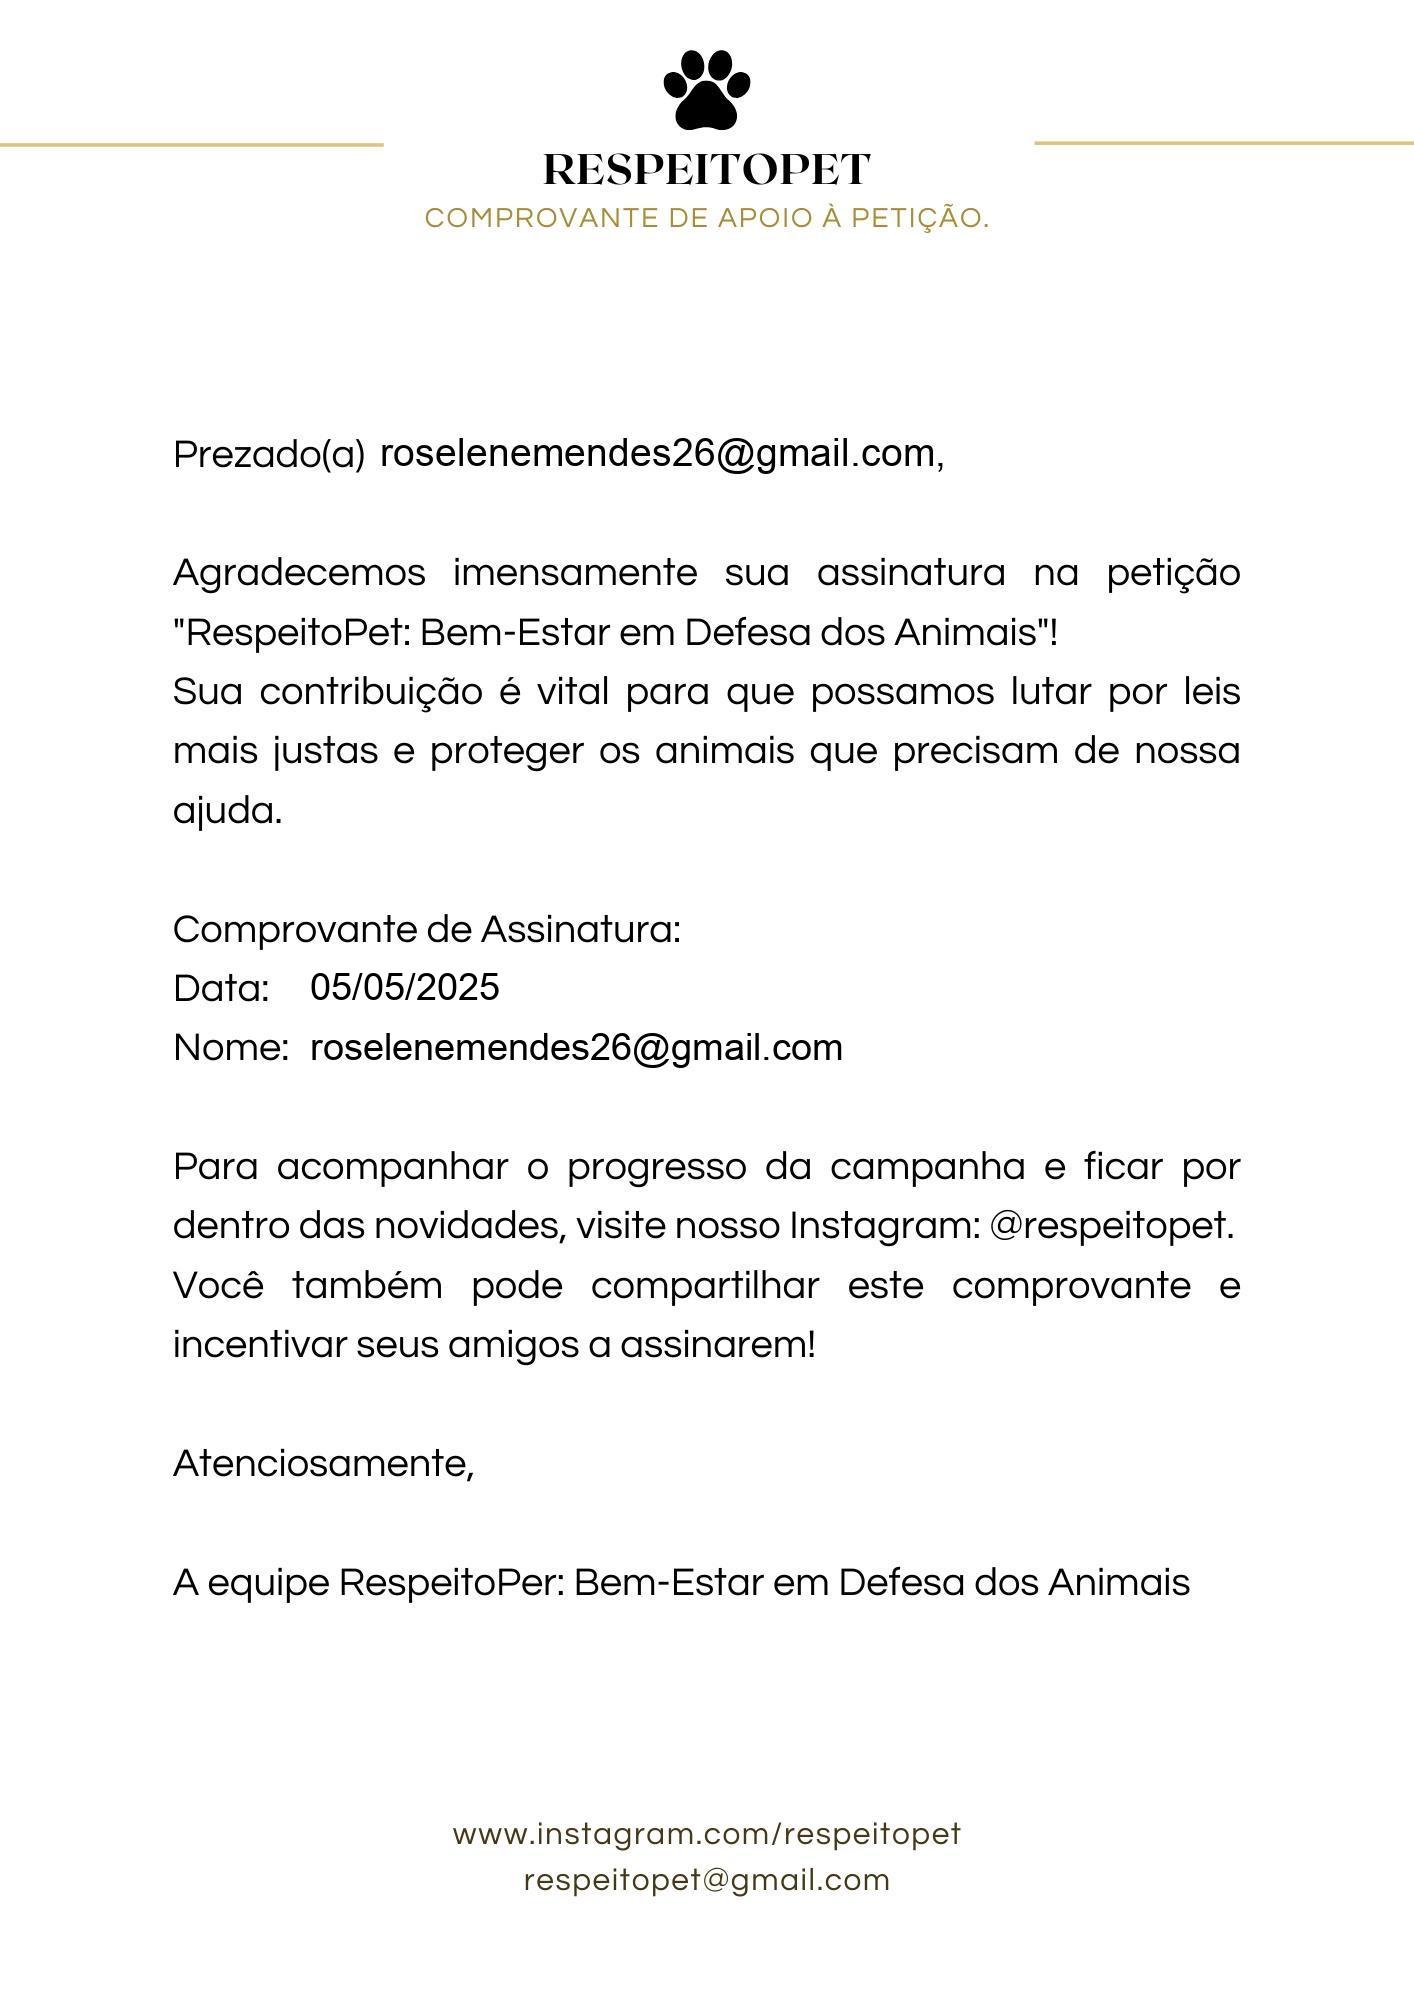 RESPEITOPET
COMPROVANTE DE APOIO À PETIÇÃO.
Prezado(a) roselenemendes26@gmail.com,
Agradecemos imensamente sua assinatura na petição
"RespeitoPet: Bem-Estar em Defesa dos Animais"!
Sua contribuição é vital para que possamos lutar por leis
mais justas e proteger os animais que precisam de nossa
ajuda.
Comprovante de Assinatura:
Data: 05/05/2025
Nome: roselenemendes26@gmail.com
Para acompanhar o progresso da campanha e ficar por
dentro das novidades, visite nosso Instagram: @respeitopet.
Você também pode compartilhar este comprovante e
incentivar seus amigos a assinarem!
Atenciosamente,
A equipe RespeitoPer: Bem-Estar em Defesa dos Animais
www.instagram.com/respeitopet
respeitopet@gmail.com